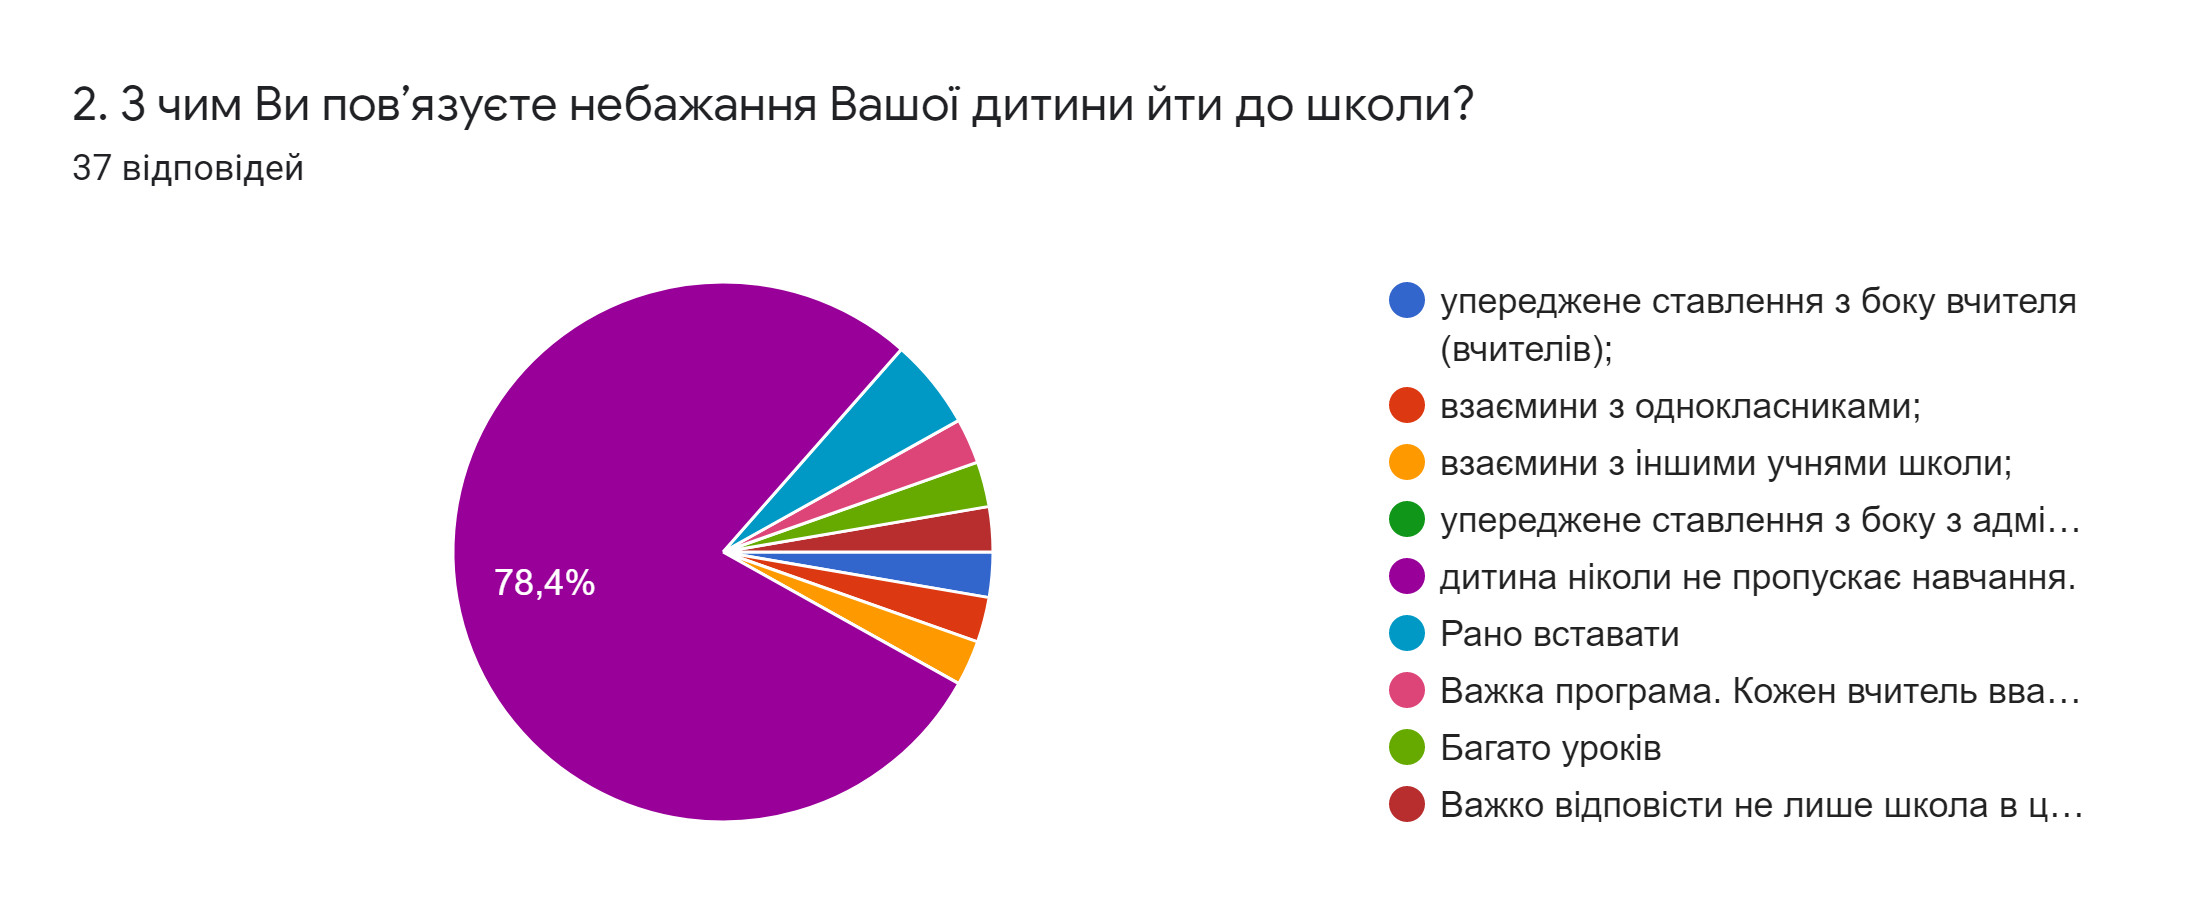 2. З чим Ви пов’язуєте небажання Вашої дитини йти до школи?
37 відповідей
78,4%
упереджене ставлення з боку вчителя
(вчителів);
взаємини з однокласниками;
взаємини з іншими учнями школи;
упереджене ставлення з боку з адмі…
дитина ніколи не пропускає навчання.
Рано вставати
Важка програма. Кожен вчитель вва…
Багато уроків
Важко відповісти не лише школа в ц…